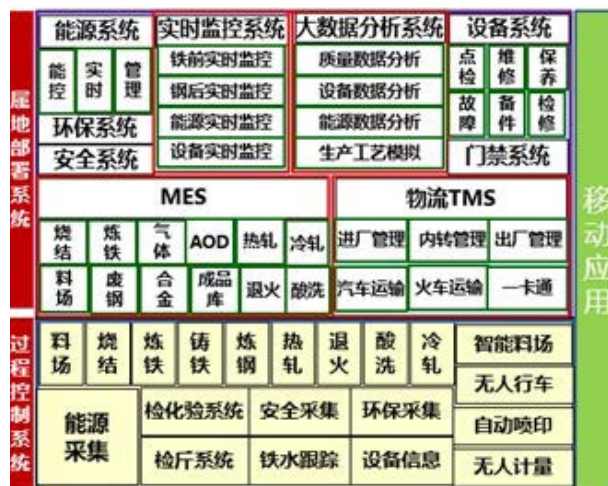 属地部署系统
能源系统
能控
实时
管理
环保系统
安全系统
实时监控系统
铁前实时监控
钢后实时监控
能源实时监控
设备实时监控
大数据分析系统
质量数据分析
设备数据分析
能源数据分析
生产工艺模拟
设备系统
点检
维修
保养
故障
备件
检修
门禁系统
MES
烧结
炼铁
气体
AOD
热轧
冷轧
料场
废钢
合金
成品库
退火
酸洗
物流TMS
进厂管理
内转管理
出厂管理
汽车运输
火车运输
一卡通
过程控制系统
料场
烧结
炼铁
铸铁
炼钢
热轧
退火
酸洗
冷轧
能源采集
检化验系统
安全采集
环保采集
检斤系统
铁水跟踪
设备信息
智能料场
无人行车
自动喷印
无人计量
移动应用